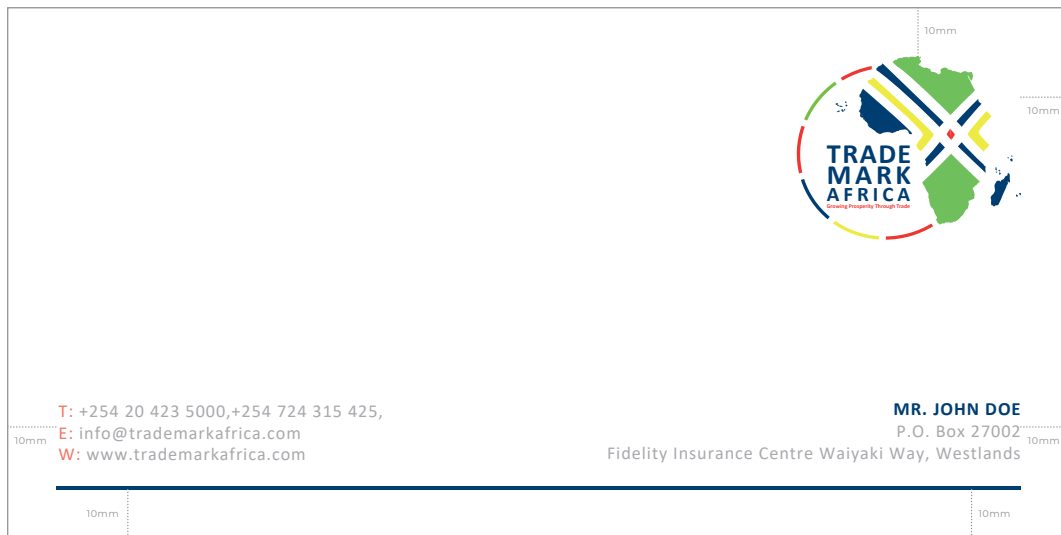 10mm
10mm
TRADE
MARK
AFRICA
Growing Prosperity Through Trade
T: +254 20 423 5000,+254 724 315 425,
E: info@trademarkafrica.com
W: www.trademarkafrica.com
10mm
MR. JOHN DOE
P.O. Box 27002
Fidelity Insurance Centre Waiyaki Way, Westlands
10mm
10mm
10mm